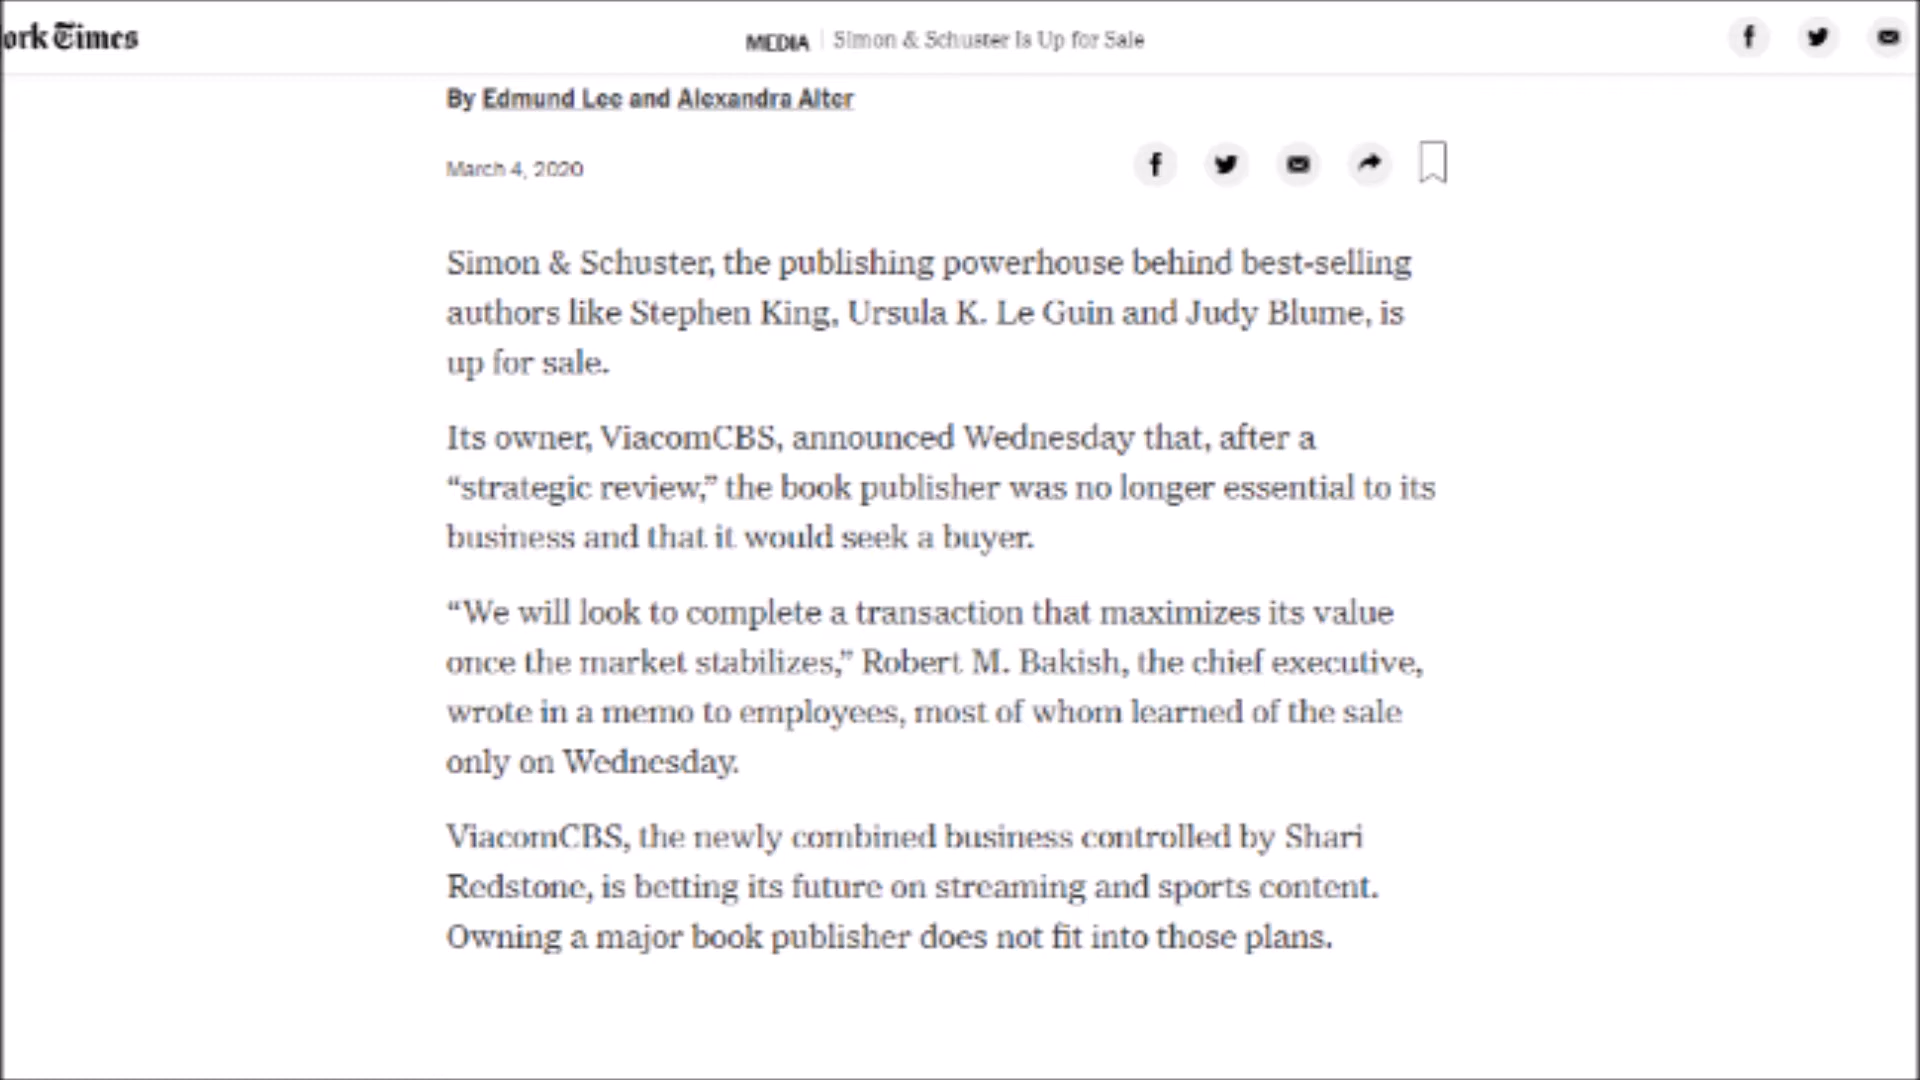 ork Times
MEDIA | Simon & Schuster Is Up for Sale
By Edmund Lee and Alexandra Alter
March 4, 2020
Simon & Schuster, the publishing powerhouse behind best-selling
authors like Stephen King, Ursula K. Le Guin and Judy Blume, is
up for sale.
Its owner, ViacomCBS, announced Wednesday that, after a
“strategic review,” the book publisher was no longer essential to its
business and that it would seek a buyer.
“We will look to complete a transaction that maximizes its value
once the market stabilizes,” Robert M. Bakish, the chief executive,
wrote in a memo to employees, most of whom learned of the sale
only on Wednesday.
ViacomCBS, the newly combined business controlled by Shari
Redstone, is betting its future on streaming and sports content.
Owning a major book publisher does not fit into those plans.